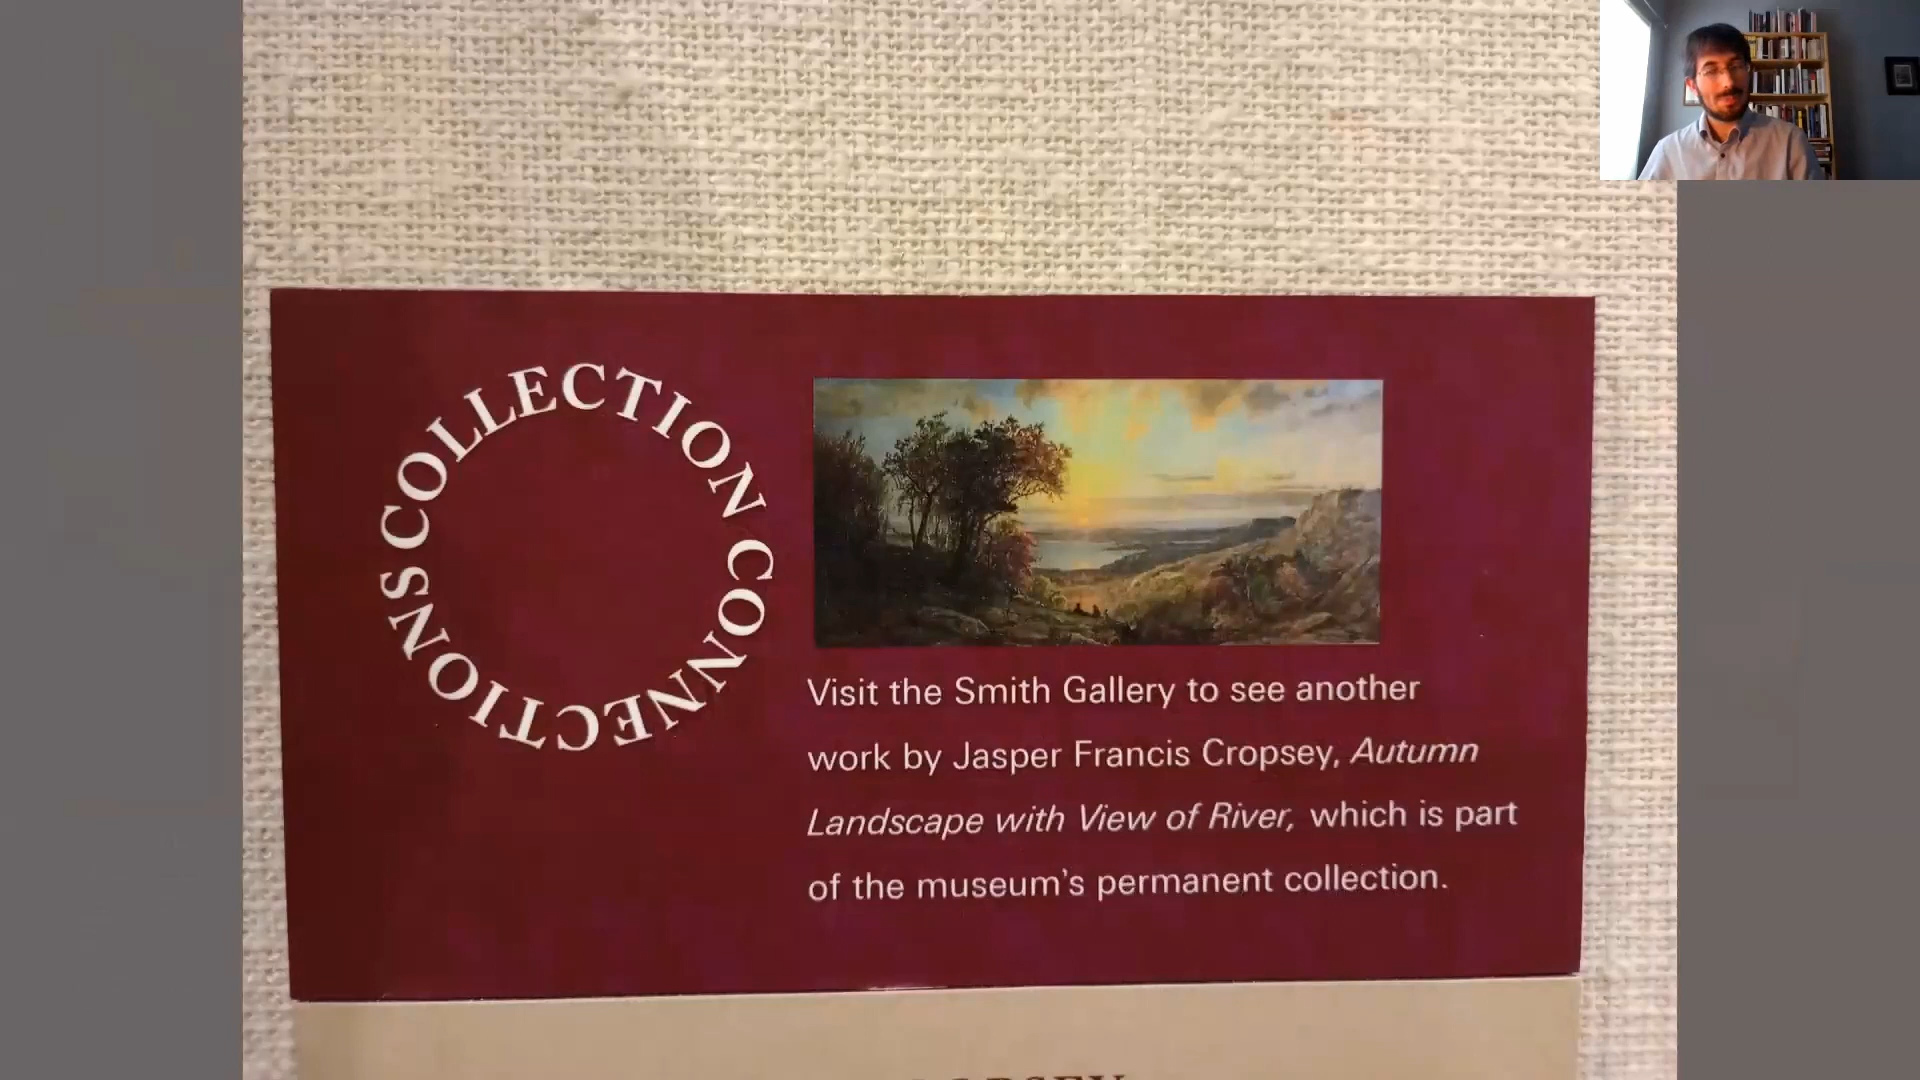 COLLECTION CONNECTIONS
Visit the Smith Gallery to see another
work by Jasper Francis Cropsey, Autumn
Landscape with View of River, which is part
of the museum's permanent collection.